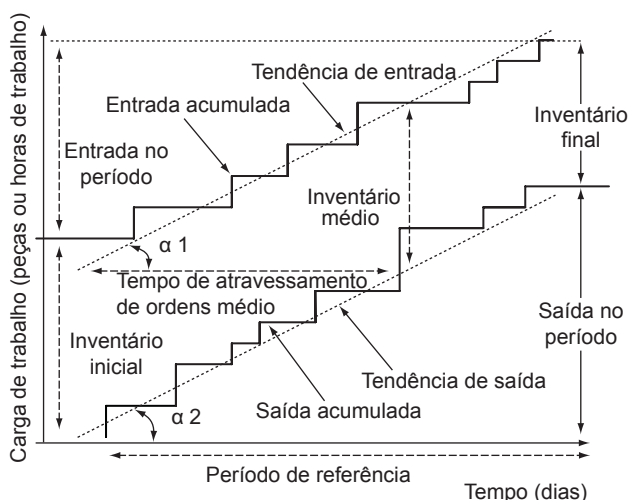 Carga de trabalho (peças ou horas de trabalho)
Tendência de entrada
Entrada acumulada
Entrada no
período
Inventário
final
Inventário
médio
α 1
Tempo de atravessamento
de ordens médio
Inventário
inicial
Saída no
período
Tendência de saída
Saída acumulada
α 2
Período de referência
Tempo (dias)